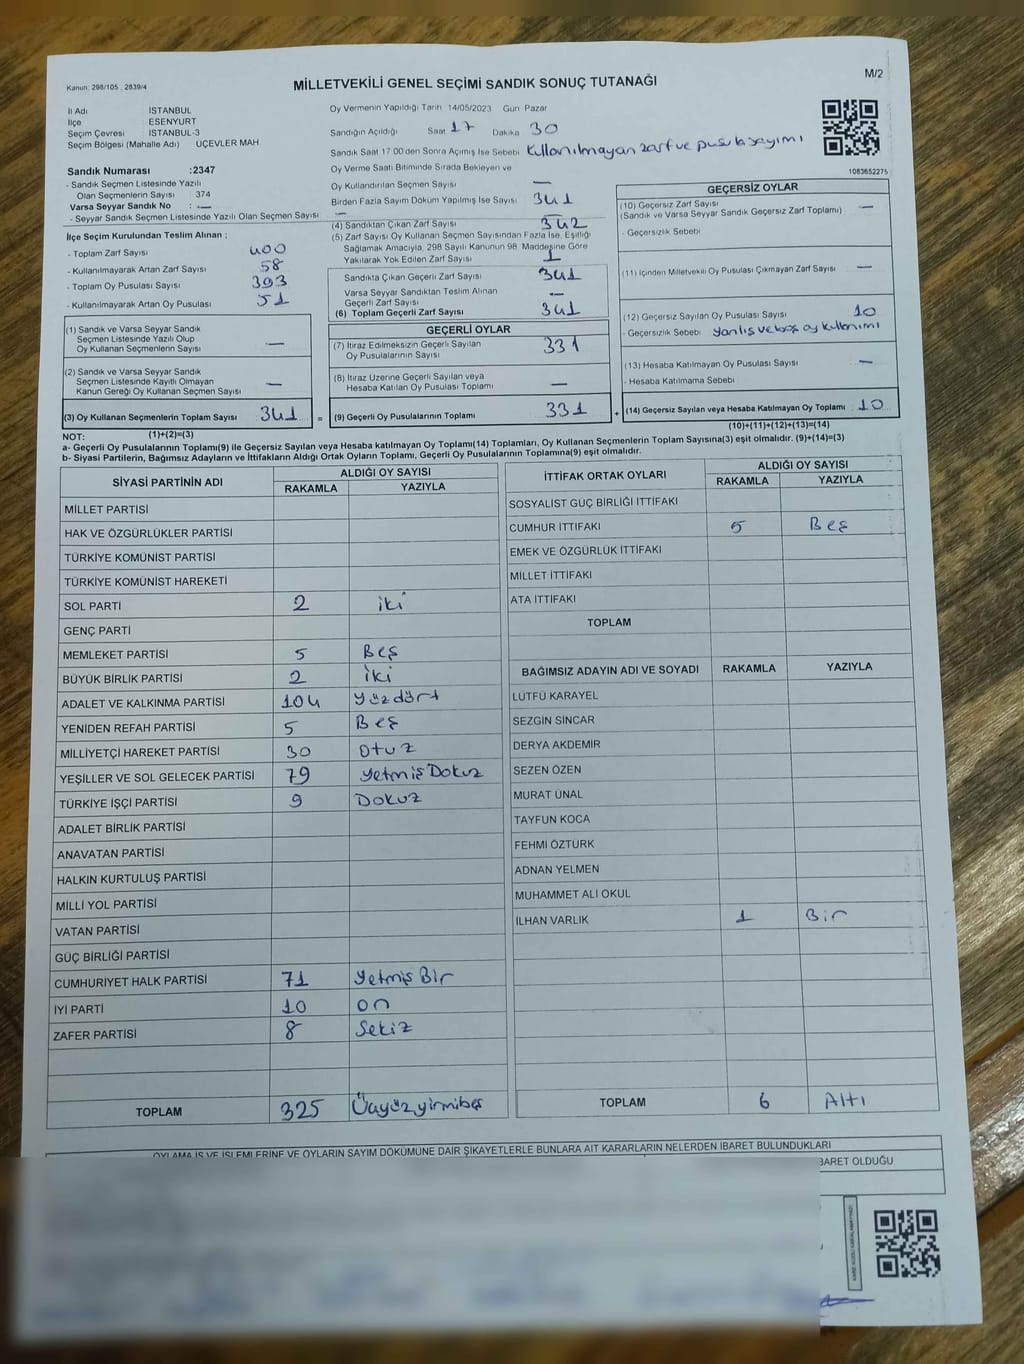 Kanun: 298/105 , 2839/4
MİLLETVEKİLİ GENEL SEÇİMİ SANDIK SONUÇ TUTANAĞI
M/2
İl Adı : İSTANBUL
İlçe : ESENYURT
Seçim Çevresi : İSTANBUL-3
Seçim Bölgesi (Mahalle Adı) : ÜÇEVLER MAH.
Sandık Numarası :2347
- Sandık Seçmen Listesinde Yazılı
Olan Seçmenlerin Sayısı : 374
Varsa Seyyar Sandık No : —
- Seyyar Sandık Seçmen Listesinde Yazılı Olan Seçmen Sayısı : —
İlçe Seçim Kurulundan Teslim Alınan ;
- Toplam Zarf Sayısı 400
- Kullanılmayarak Artan Zarf Sayısı 58
- Toplam Oy Pusulası Sayısı 393
- Kullanılmayarak Artan Oy Pusulası 51
(1) Sandık ve Varsa Seyyar Sandık
Seçmen Listesinde Yazılı Olup
Oy Kullanan Seçmenlerin Sayısı —
(2) Sandık ve Varsa Seyyar Sandık
Seçmen Listesinde Kayıtlı Olmayan
Kanun Gereği Oy Kullanan Seçmen Sayısı —
(3) Oy Kullanan Seçmenlerin Toplam Sayısı 341
(1)+(2)=(3)
Oy Vermenin Yapıldığı Tarih 14/05/2023 Gün Pazar
Sandığın Açıldığı Saat 17 Dakika 30
Sandık Saat 17:00'den Sonra Açılmış İse Sebebi Kullanılmayan zarf ve pusula sayımı
Oy Verme Saati Bitiminde Sırada Bekleyen ve
Oy Kullandırılan Seçmen Sayısı —
Birden Fazla Sayım Döküm Yapılmış İse Sayısı 341
(4) Sandıktan Çıkan Zarf Sayısı 342
(5) Zarf Sayısı Oy Kullanan Seçmen Sayısından Fazla İse, Eşitliği
Sağlamak Amacıyla, 298 Sayılı Kanunun 98. Maddesine Göre
Yakılarak Yok Edilen Zarf Sayısı 1
Sandıkta Çıkan Geçerli Zarf Sayısı 341
Varsa Seyyar Sandıktan Teslim Alınan
Geçerli Zarf Sayısı —
(6) Toplam Geçerli Zarf Sayısı 341
GEÇERLİ OYLAR
(7) İtiraz Edilmeksizin Geçerli Sayılan
Oy Pusulalarının Sayısı 331
(8) İtiraz Üzerine Geçerli Sayılan veya
Hesaba Katılan Oy Pusulası Toplamı —
= (9) Geçerli Oy Pusulalarının Toplamı 331
1083652275
GEÇERSİZ OYLAR
(10) Geçersiz Zarf Sayısı
(Sandık ve Varsa Seyyar Sandık Geçersiz Zarf Toplamı) —
- Geçersizlik Sebebi
(11) İçinden Milletvekili Oy Pusulası Çıkmayan Zarf Sayısı —
(12) Geçersiz Sayılan Oy Pusulası Sayısı 10
- Geçersizlik Sebebi yanlış ve boş oy kullanımı
(13) Hesaba Katılmayan Oy Pusulası Sayısı —
- Hesaba Katılmama Sebebi
+ (14) Geçersiz Sayılan veya Hesaba Katılmayan Oy Toplamı : 10
(10)+(11)+(12)+(13)=(14)
NOT:
a- Geçerli Oy Pusulalarının Toplamı(9) ile Geçersiz Sayılan veya Hesaba katılmayan Oy Toplamı(14) Toplamları, Oy Kullanan Seçmenlerin Toplam Sayısına(3) eşit olmalıdır. (9)+(14)=(3)
b- Siyasi Partilerin, Bağımsız Adayların ve İttifakların Aldığı Ortak Oyların Toplamı, Geçerli Oy Pusulalarının Toplamına(9) eşit olmalıdır.
SİYASİ PARTİNİN ADI
ALDIĞI OY SAYISI
RAKAMLA YAZIYLA
MİLLET PARTİSİ
HAK VE ÖZGÜRLÜKLER PARTİSİ
TÜRKİYE KOMÜNİST PARTİSİ
TÜRKİYE KOMÜNİST HAREKETİ
SOL PARTİ 2 iki
GENÇ PARTİ
MEMLEKET PARTİSİ 5 Beş
BÜYÜK BİRLİK PARTİSİ 2 iki
ADALET VE KALKINMA PARTİSİ 104 yüzdört
YENİDEN REFAH PARTİSİ 5 Beş
MİLLİYETÇİ HAREKET PARTİSİ 30 otuz
YEŞİLLER VE SOL GELECEK PARTİSİ 79 yetmiş Dokuz
TÜRKİYE İŞÇİ PARTİSİ 9 Dokuz
ADALET BİRLİK PARTİSİ
ANAVATAN PARTİSİ
HALKIN KURTULUŞ PARTİSİ
MİLLİ YOL PARTİSİ
VATAN PARTİSİ
GÜÇ BİRLİĞİ PARTİSİ
CUMHURİYET HALK PARTİSİ 71 yetmiş Bir
İYİ PARTİ 10 on
ZAFER PARTİSİ 8 Sekiz
TOPLAM 325 Üçyüzyirmibeş
İTTİFAK ORTAK OYLARI
ALDIĞI OY SAYISI
RAKAMLA YAZIYLA
SOSYALİST GÜÇ BİRLİĞİ İTTİFAKI
CUMHUR İTTİFAKI 5 Beş
EMEK VE ÖZGÜRLÜK İTTİFAKI
MİLLET İTTİFAKI
ATA İTTİFAKI
TOPLAM
BAĞIMSIZ ADAYIN ADI VE SOYADI RAKAMLA YAZIYLA
LÜTFÜ KARAYEL
SEZGİN SİNCAR
DERYA AKDEMİR
SEZEN ÖZEN
MURAT ÜNAL
TAYFUN KOCA
FEHMİ ÖZTÜRK
ADNAN YELMEN
MUHAMMET ALİ OKUL
İLHAN VARLIK 1 Bir
TOPLAM 6 Altı
OYLAMA İŞ VE İŞLEMLERİNE VE OYLARIN SAYIM DÖKÜMÜNE DAİR ŞİKAYETLERLE BUNLARA AİT KARARLARIN NELERDEN İBARET BULUNDUKLARI
BARET OLDUĞU